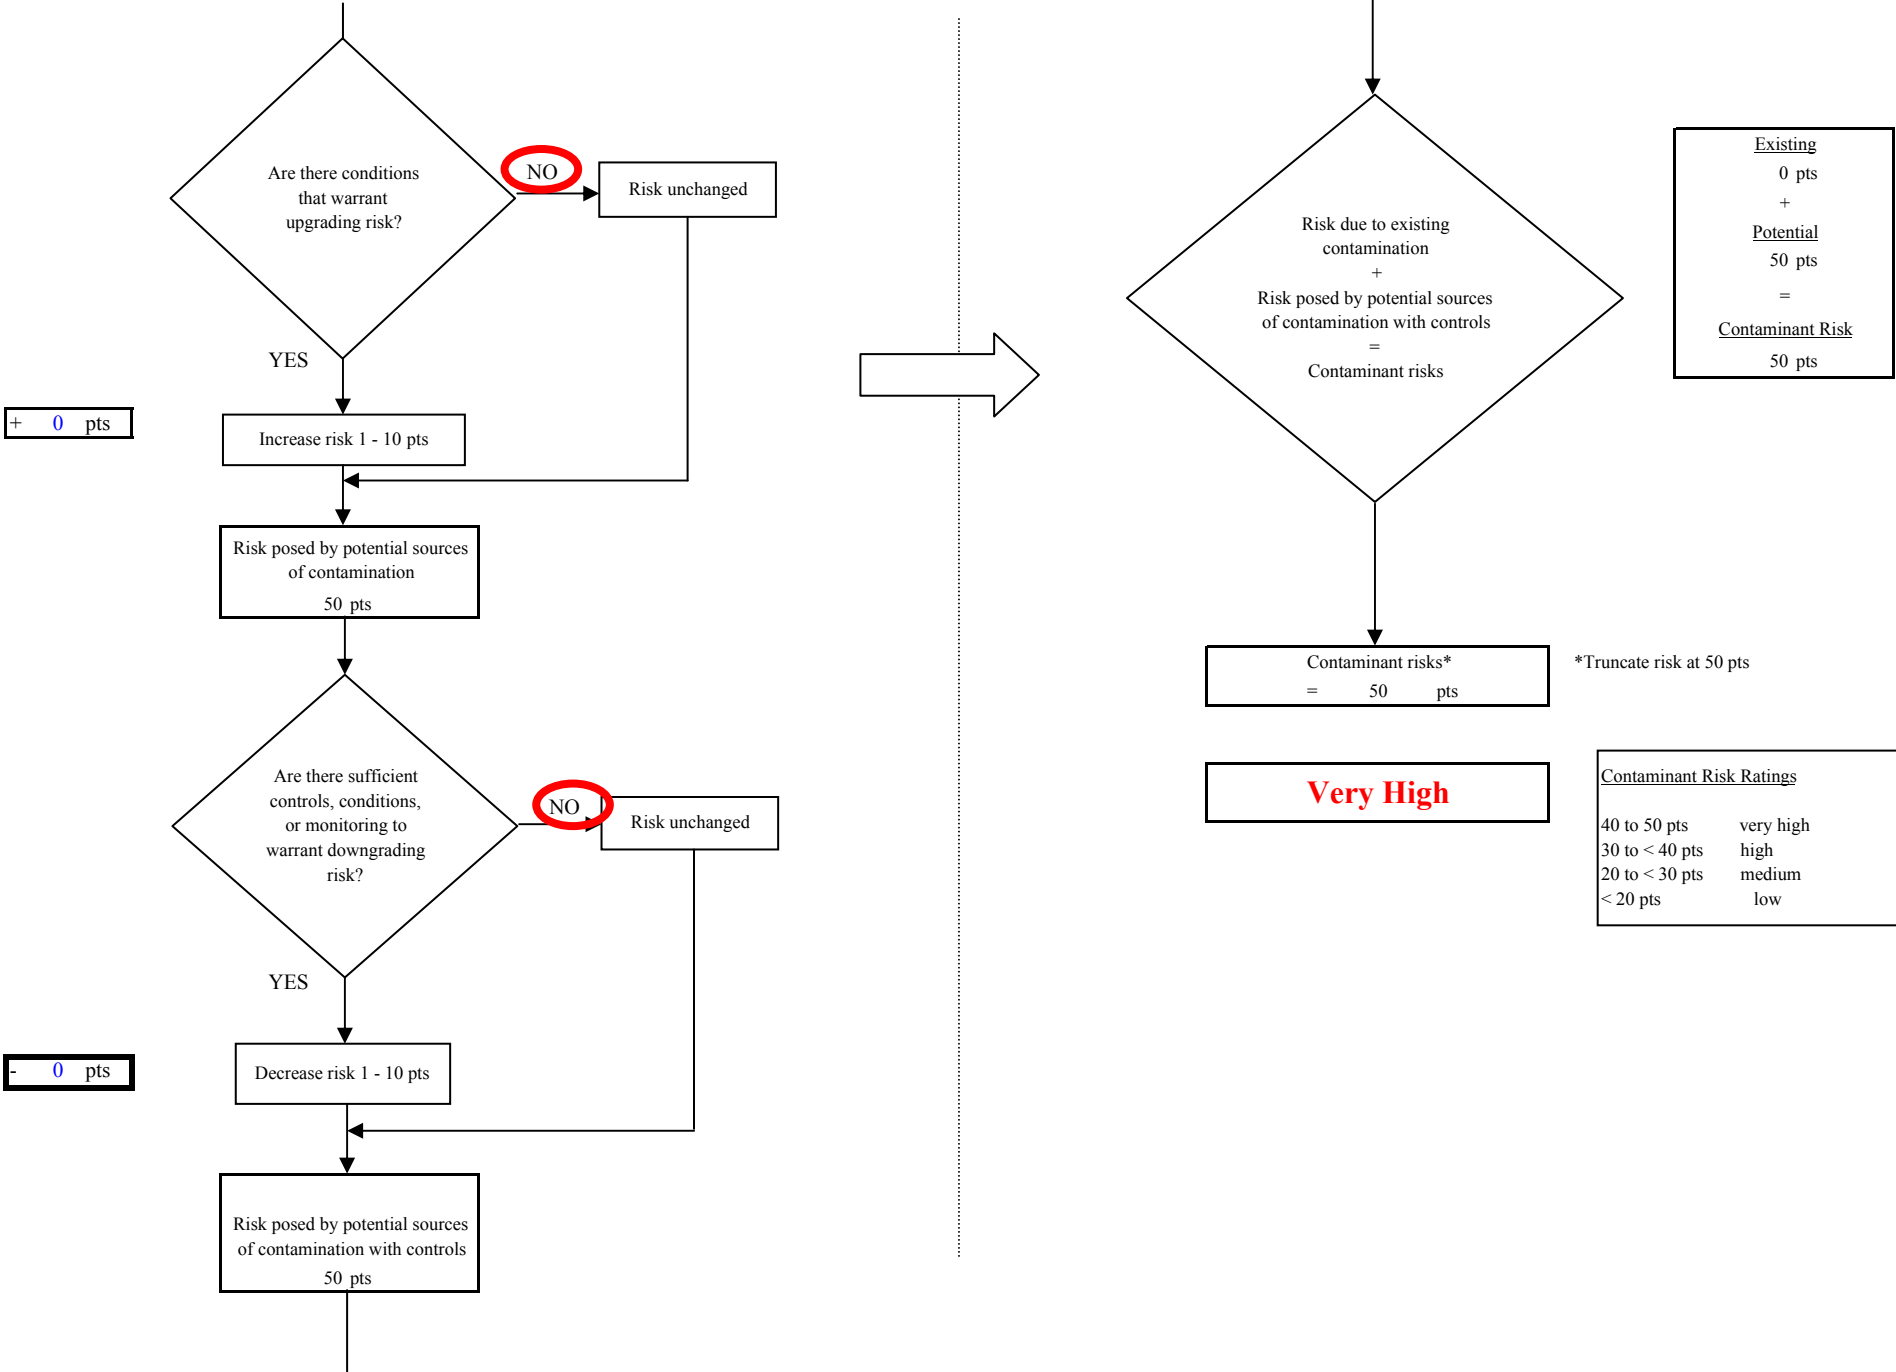 Are there conditions
that warrant
upgrading risk?
NO
Risk unchanged
YES
+ 0 pts
Increase risk 1 - 10 pts
Risk posed by potential sources
of contamination
50 pts
Are there sufficient
controls, conditions,
or monitoring to
warrant downgrading
risk?
NO
Risk unchanged
YES
- 0 pts
Decrease risk 1 - 10 pts
Risk posed by potential sources
of contamination with controls
50 pts
Risk due to existing
contamination
+
Risk posed by potential sources
of contamination with controls
=
Contaminant risks
Existing
0 pts
+
Potential
50 pts
=
Contaminant Risk
50 pts
Contaminant risks*
= 50 pts
*Truncate risk at 50 pts
Very High
Contaminant Risk Ratings
40 to 50 pts very high
30 to < 40 pts high
20 to < 30 pts medium
< 20 pts low